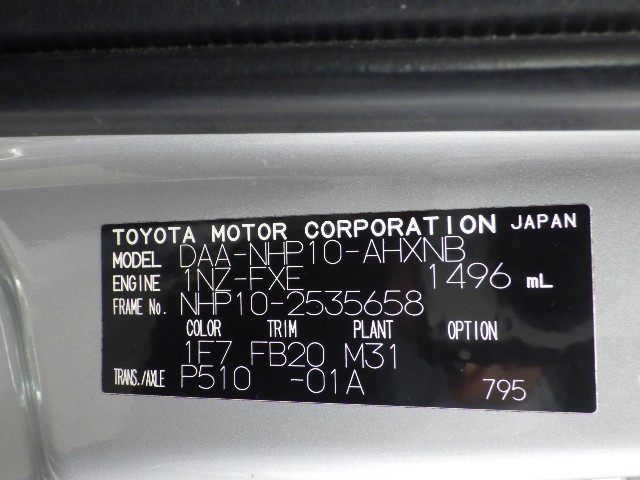 TOYOTA MOTOR CORPORATION JAPAN
MODEL DAA-NHP10-AHXNB
ENGINE 1NZ-FXE 1496 mL
FRAME No. NHP10-2535658
COLOR TRIM PLANT OPTION
1F7 FB20 M31
TRANS./AXLE P510 -01A 795